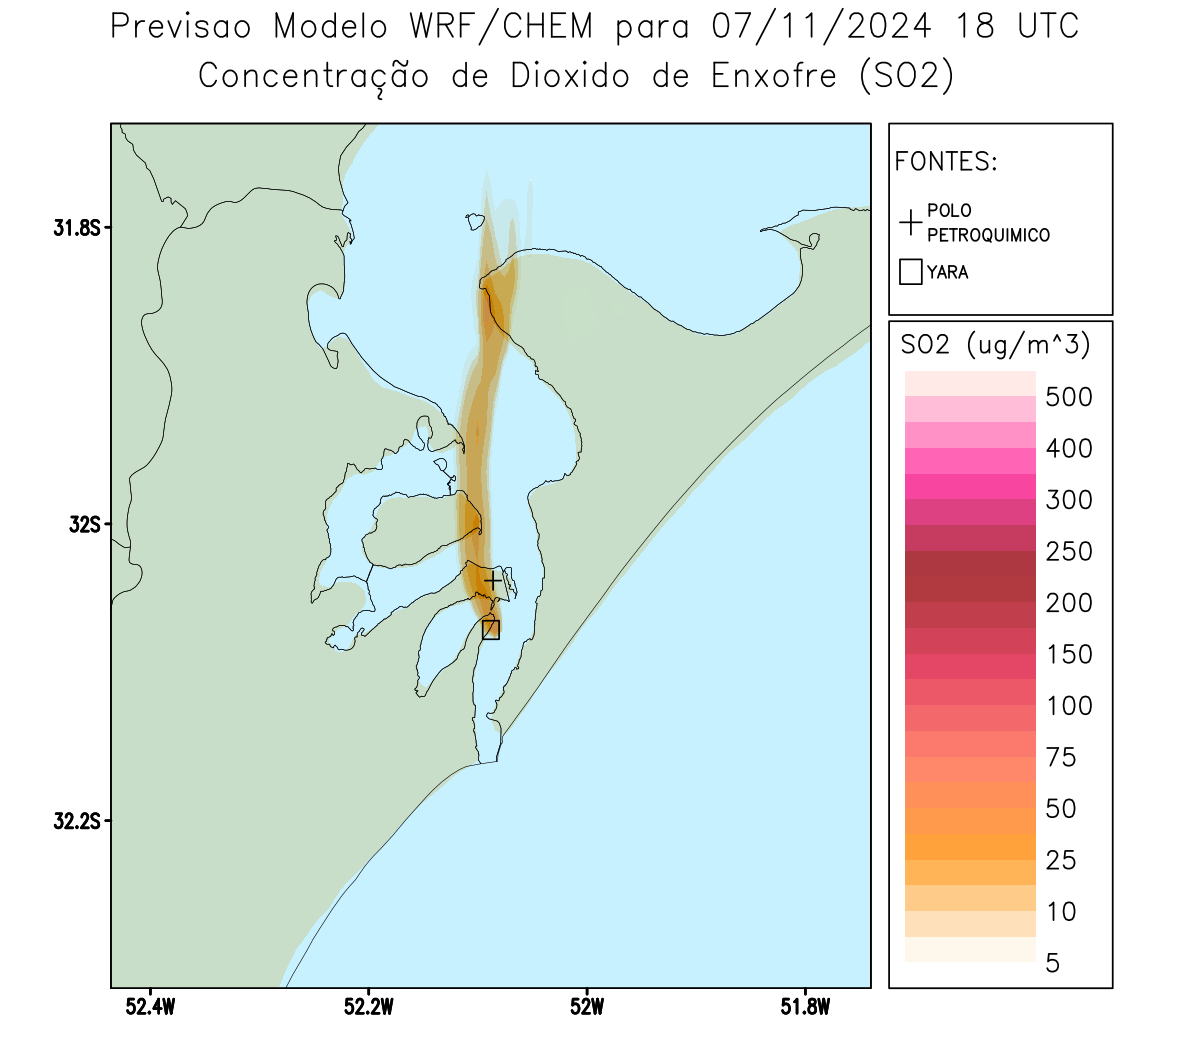 Previsao Modelo WRF/CHEM para 07/11/2024 18 UTC
Concentração de Dioxido de Enxofre (SO2)
FONTES:
POLO
PETROQUIMICO
YARA
SO2 (ug/m^3)
500
400
300
250
200
150
100
75
50
25
10
5
31.8S
32S
32.2S
52.4W
52.2W
52W
51.8W